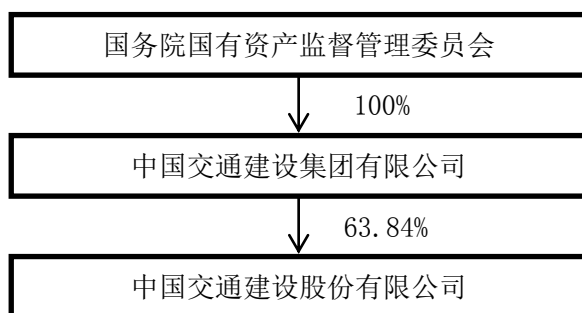 国务院国有资产监督管理委员会
100%
中国交通建设集团有限公司
63.84%
中国交通建设股份有限公司